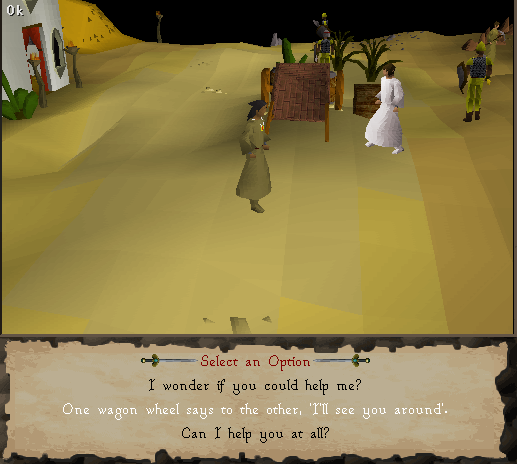 Ok
Select an Option
I wonder if you could help me?
One wagon wheel says to the other, 'I'll see you around'.
Can I help you at all?